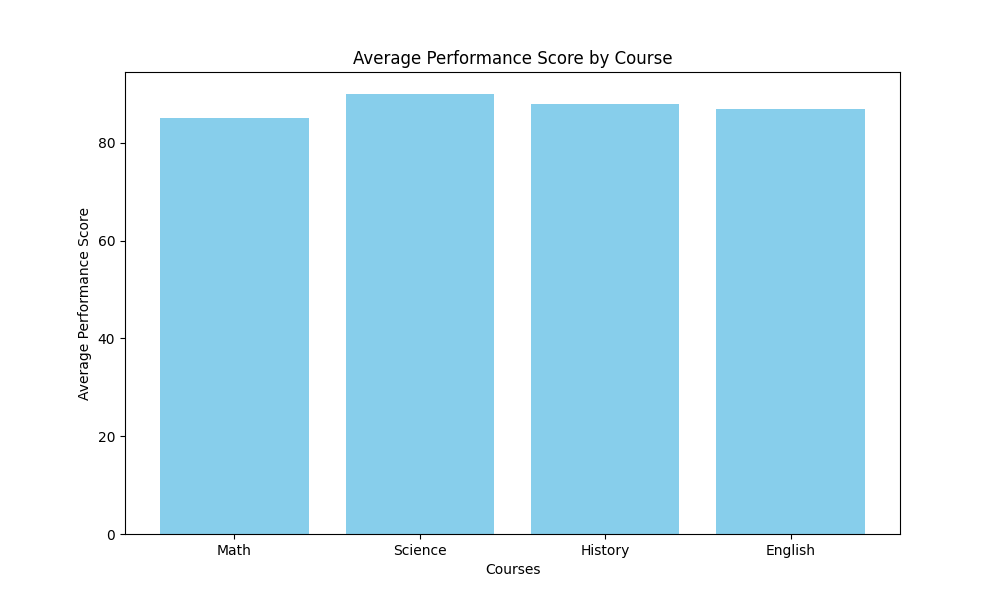 Average Performance Score by Course
Average Performance Score
80
60
40
20
0
Math
Science
History
English
Courses